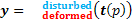 y = disturbed deformed (t(p))